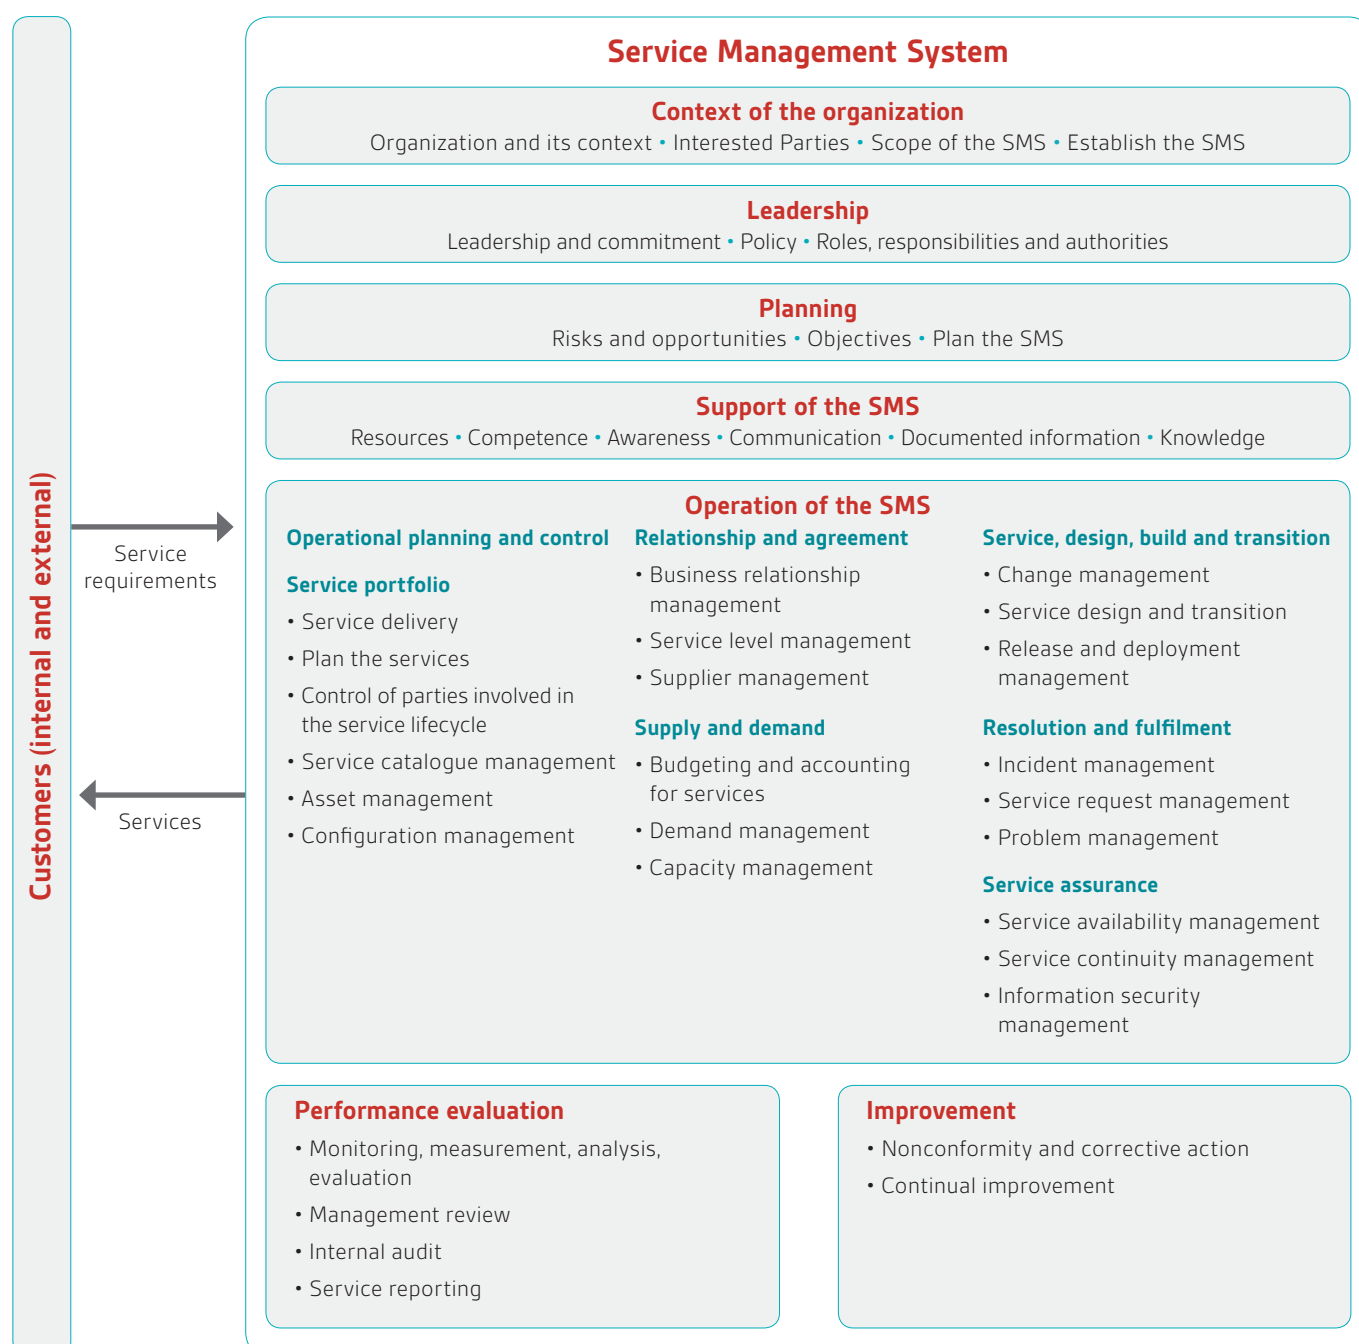 Service Management System
Context of the organization
Organization and its context • Interested Parties • Scope of the SMS • Establish the SMS
Leadership
Leadership and commitment • Policy • Roles, responsibilities and authorities
Planning
Risks and opportunities • Objectives • Plan the SMS
Support of the SMS
Resources • Competence • Awareness • Communication • Documented information • Knowledge
Customers (internal and external)
Service
requirements
Services
Operation of the SMS
Operational planning and control
Service portfolio
• Service delivery
• Plan the services
• Control of parties involved in
the service lifecycle
• Service catalogue management
• Asset management
• Configuration management
Relationship and agreement
• Business relationship
management
• Service level management
• Supplier management
Supply and demand
• Budgeting and accounting
for services
• Demand management
• Capacity management
Service, design, build and transition
• Change management
• Service design and transition
• Release and deployment
management
Resolution and fulfilment
• Incident management
• Service request management
• Problem management
Service assurance
• Service availability management
• Service continuity management
• Information security
management
Performance evaluation
• Monitoring, measurement, analysis,
evaluation
• Management review
• Internal audit
• Service reporting
Improvement
• Nonconformity and corrective action
• Continual improvement